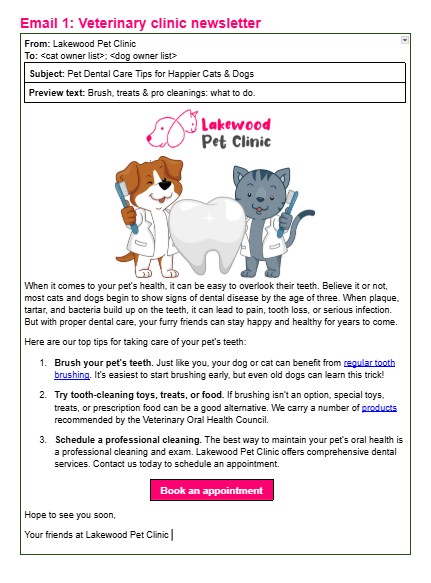 Email 1: Veterinary clinic newsletter
From: Lakewood Pet Clinic
To: <cat owner list>; <dog owner list>
Subject: Pet Dental Care Tips for Happier Cats & Dogs
Preview text: Brush, treats & pro cleanings: what to do.
Lakewood
Pet Clinic
When it comes to your pet's health, it can be easy to overlook their teeth. Believe it or not,
most cats and dogs begin to show signs of dental disease by the age of three. When plaque,
tartar, and bacteria build up on the teeth, it can lead to pain, tooth loss, or serious infection.
But with proper dental care, your furry friends can stay happy and healthy for years to come.
Here are our top tips for taking care of your pet's teeth:
1. Brush your pet's teeth. Just like you, your dog or cat can benefit from regular tooth
brushing. It's easiest to start brushing early, but even old dogs can learn this trick!
2. Try tooth-cleaning toys, treats, or food. If brushing isn't an option, special toys,
treats, or prescription food can be a good alternative. We carry a number of products
recommended by the Veterinary Oral Health Council.
3. Schedule a professional cleaning. The best way to maintain your pet's oral health is
a professional cleaning and exam. Lakewood Pet Clinic offers comprehensive dental
services. Contact us today to schedule an appointment.
Book an appointment
Hope to see you soon,
Your friends at Lakewood Pet Clinic